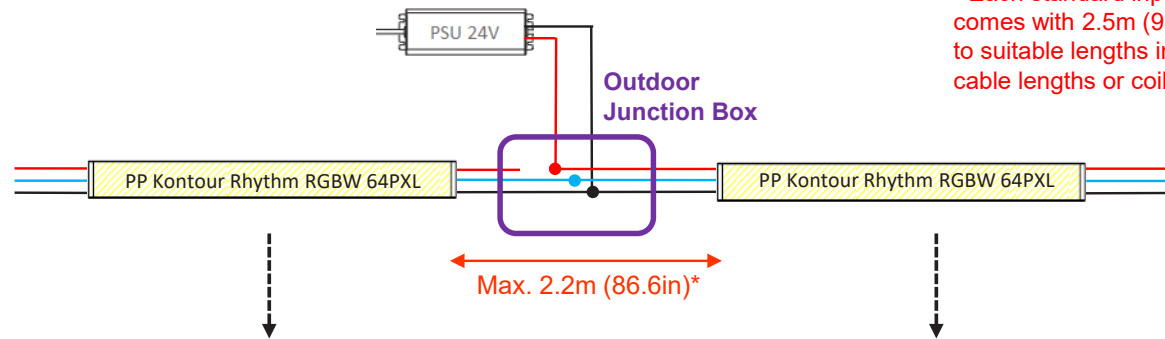 comes with 2.5m
to suitable lengths
cable lengths or
PSU 24V
Outdoor
Junction Box
PP Kontour Rhythm RGBW 64PXL
PP Kontour Rhythm RGBW 64PXL
Max. 2.2m (86.6in)*